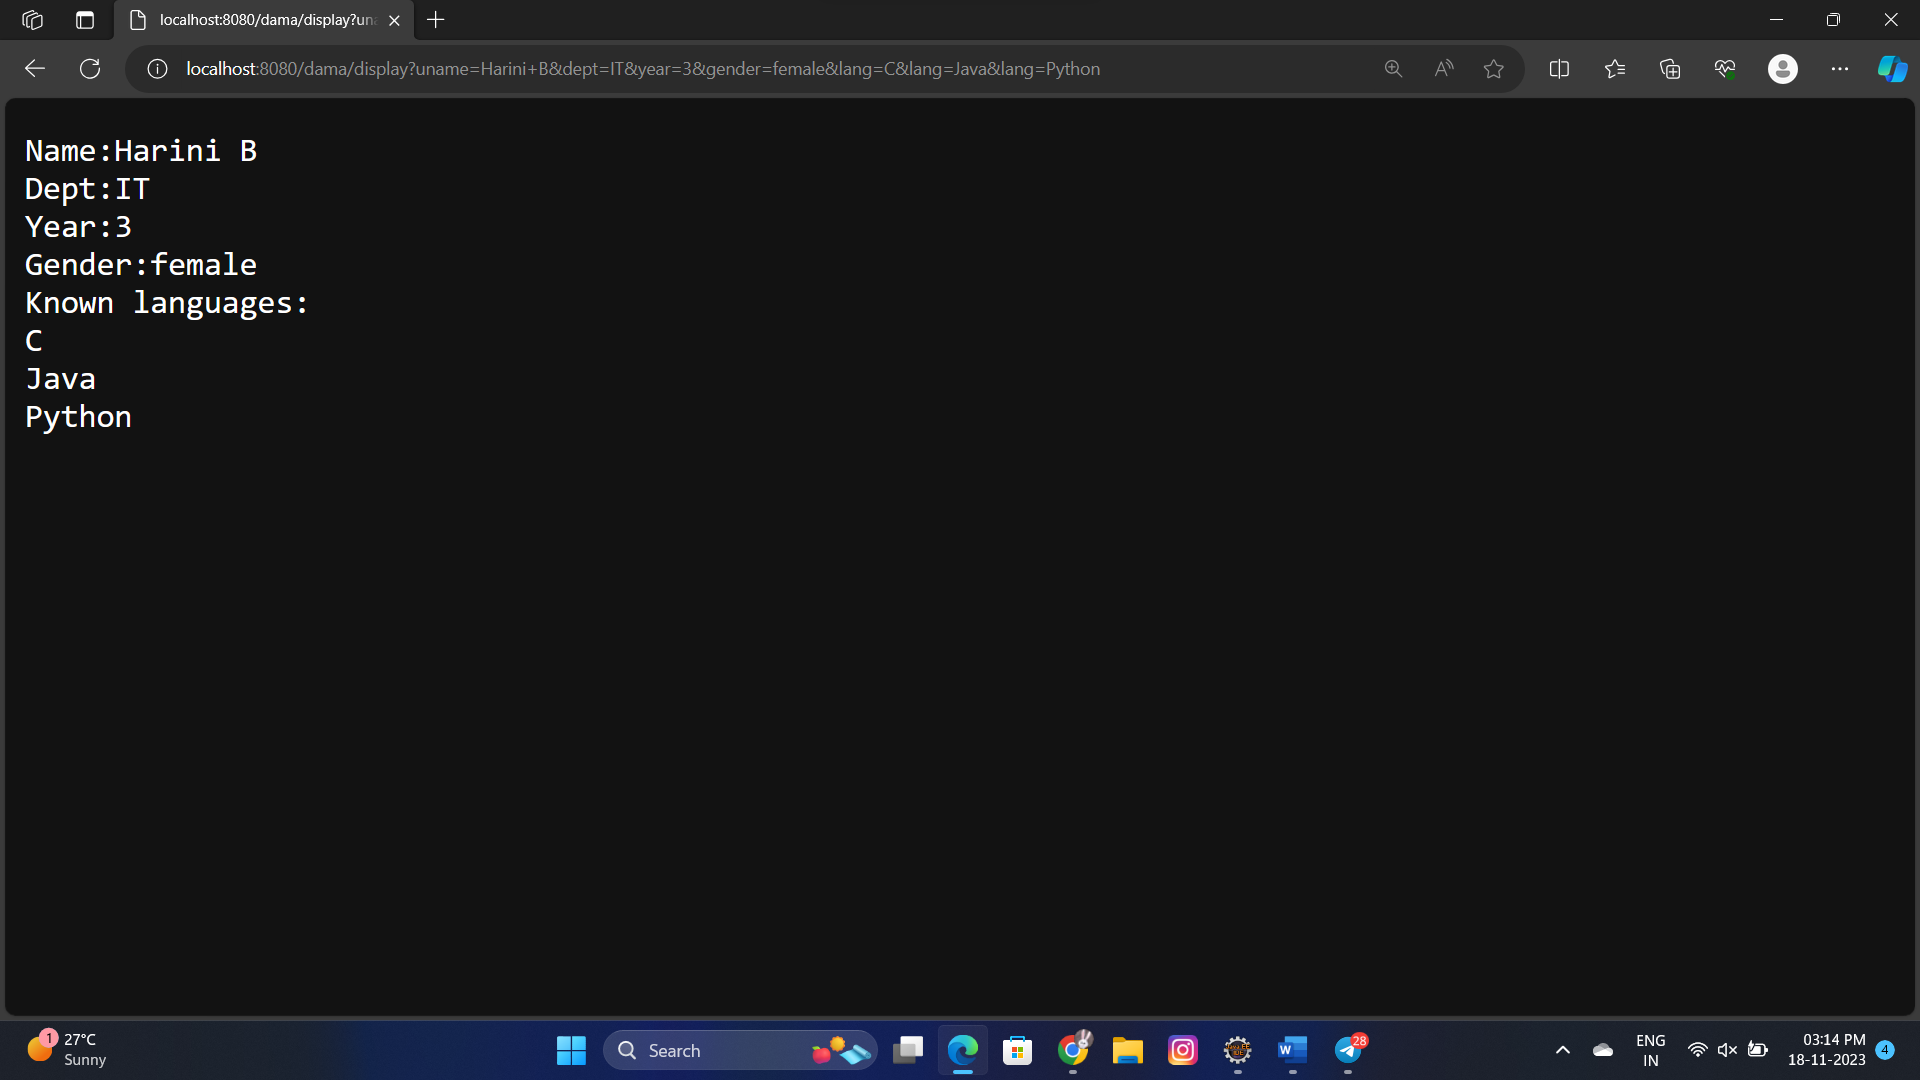 localhost:8080/dama/display?un
localhost:8080/dama/display?uname=Harini+B&dept=IT&year=3&gender=female&lang=C&lang=Java&lang=Python
Name:Harini B
Dept:IT
Year:3
Gender:female
Known languages:
C
Java
Python
1
27°C
Sunny
Search
28
ENG
IN
03:14 PM
18-11-2023
4